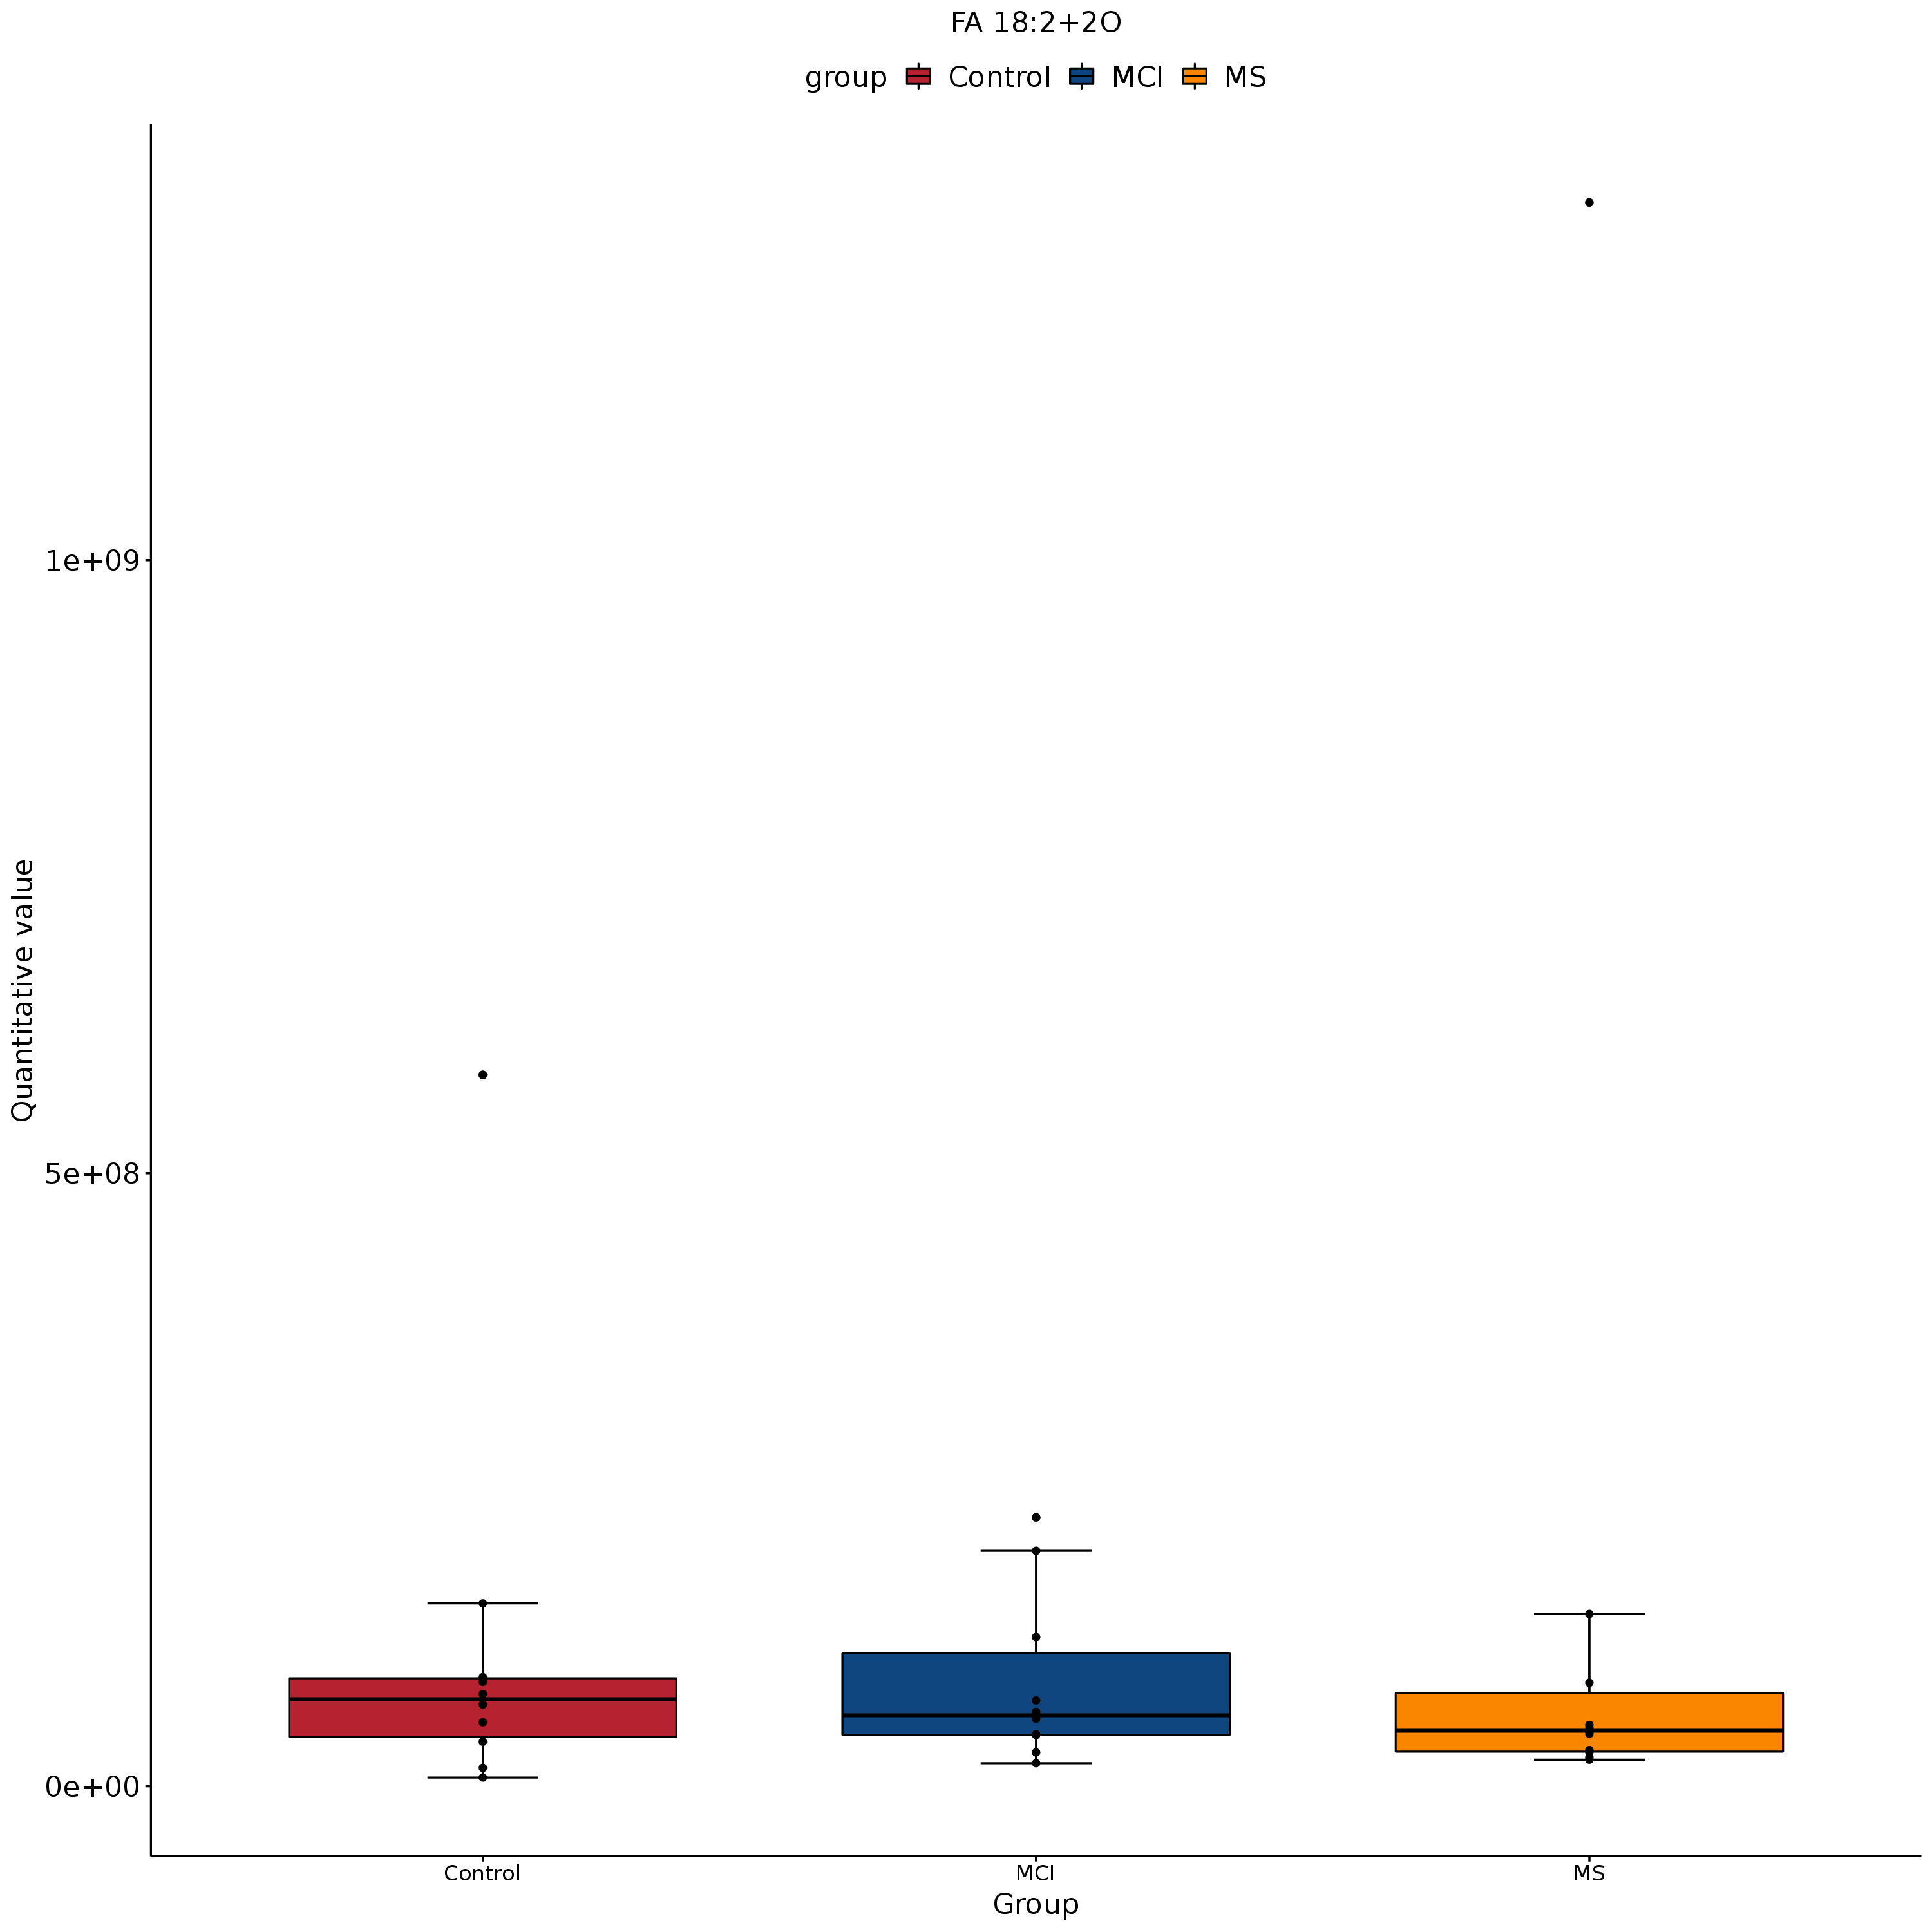 FA 18:2+2O
group Control MCI MS
Quantitative value
1e+09
5e+08
0e+00
Control MCI MS
Group